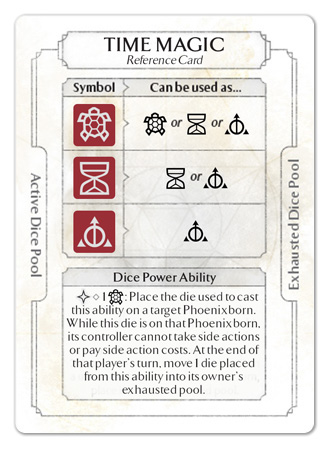 TIME MAGIC
Reference Card
Symbol
Can be used as...
or or
or
Active Dice Pool
Exhausted Dice Pool
Dice Power Ability
1 : Place the die used to cast
this ability on a target Phoenixborn.
While this die is on that Phoenixborn,
its controller cannot take side actions
or pay side action costs. At the end of
that player's turn, move 1 die placed
from this ability into its owner's
exhausted pool.